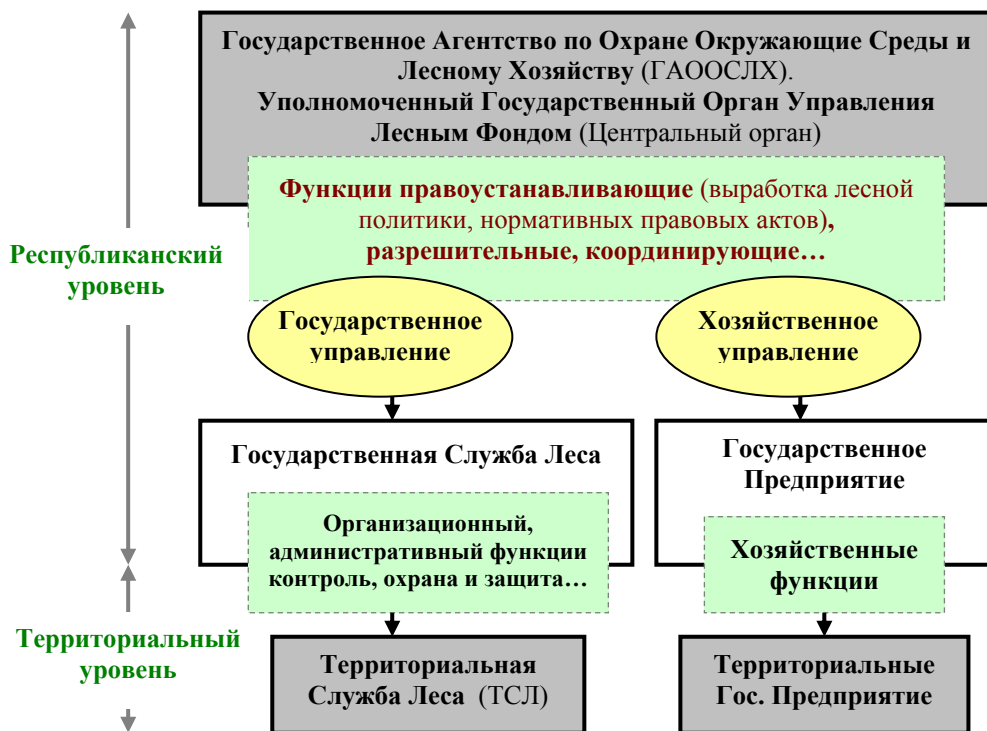 Государственное Агентство по Охране Окружающие Среды и
Лесному Хозяйству (ГАООСЛХ).
Уполномоченный Государственный Орган Управления
Лесным Фондом (Центральный орган)
Функции правоустанавливающие (выработка лесной
политики, нормативных правовых актов),
разрешительные, координирующие…
Республиканский
уровень
Государственное
управление
Хозяйственное
управление
Государственная Служба Леса
Государственное
Предприятие
Организационный,
административный функции
контроль, охрана и защита…
Хозяйственные
функции
Территориальный
уровень
Территориальная
Служба Леса (ТСЛ)
Территориальные
Гос. Предприятие